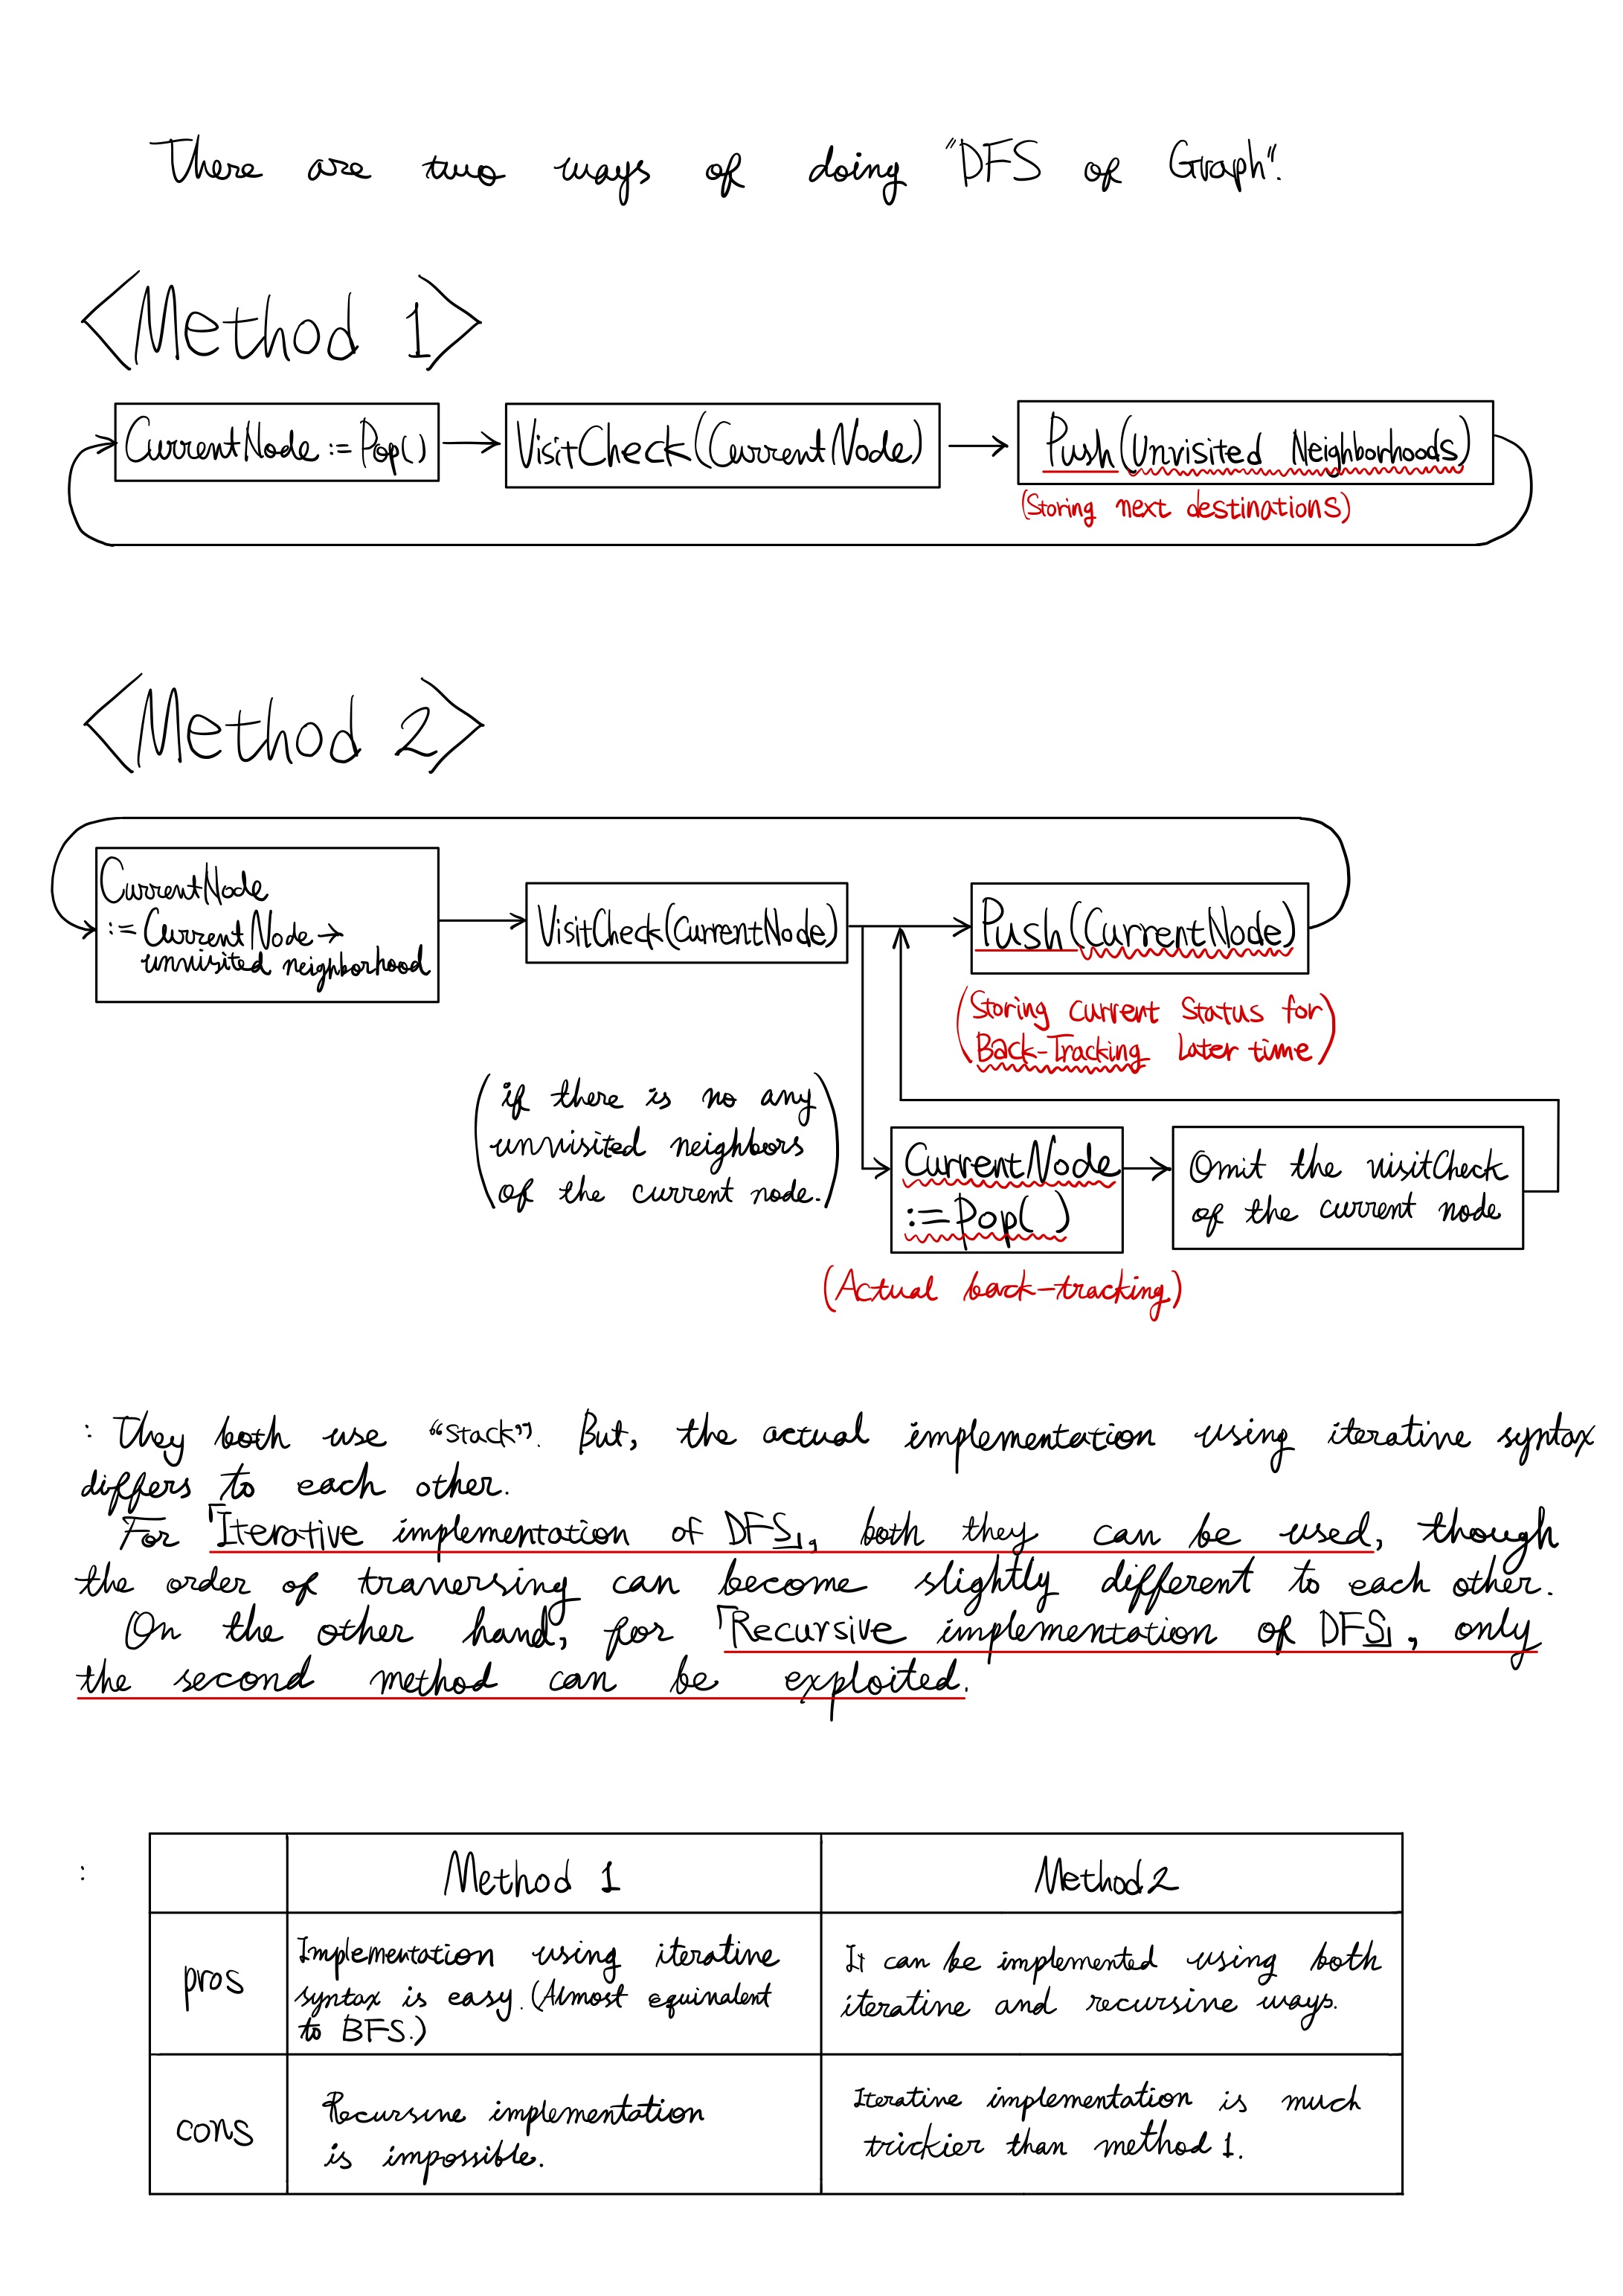 There are two ways of doing "DFS of Graph".
<Method 1>
CurrentNode := Pop()
VisitCheck(CurrentNode)
Push(Unvisited Neighborhoods)
(Storing next destinations)
<Method 2>
CurrentNode
:= CurrentNode →
unvisited neighborhood
VisitCheck(CurrentNode)
Push(CurrentNode)
(Storing current status for
Back-Tracking later time)
(if there is no any
unvisited neighbors
of the current node.)
CurrentNode
:= Pop( )
Omit the visitCheck
of the current node
(Actual back-tracking)
: They both use “Stack”. But, the actual implementation using iterative syntax
differs to each other.
For 「Iterative implementation of DFS」, both they can be used, though
the order of traversing can become slightly different to each other.
On the other hand, for 「Recursive implementation of DFS」, only
the second method can be exploited.
:
Method 1
Method 2
pros
Implementation using iterative
syntax is easy. (Almost equivalent
to BFS.)
It can be implemented using both
iterative and recursive ways.
cons
Recursive implementation
is impossible.
Iterative implementation is much
trickier than method 1.